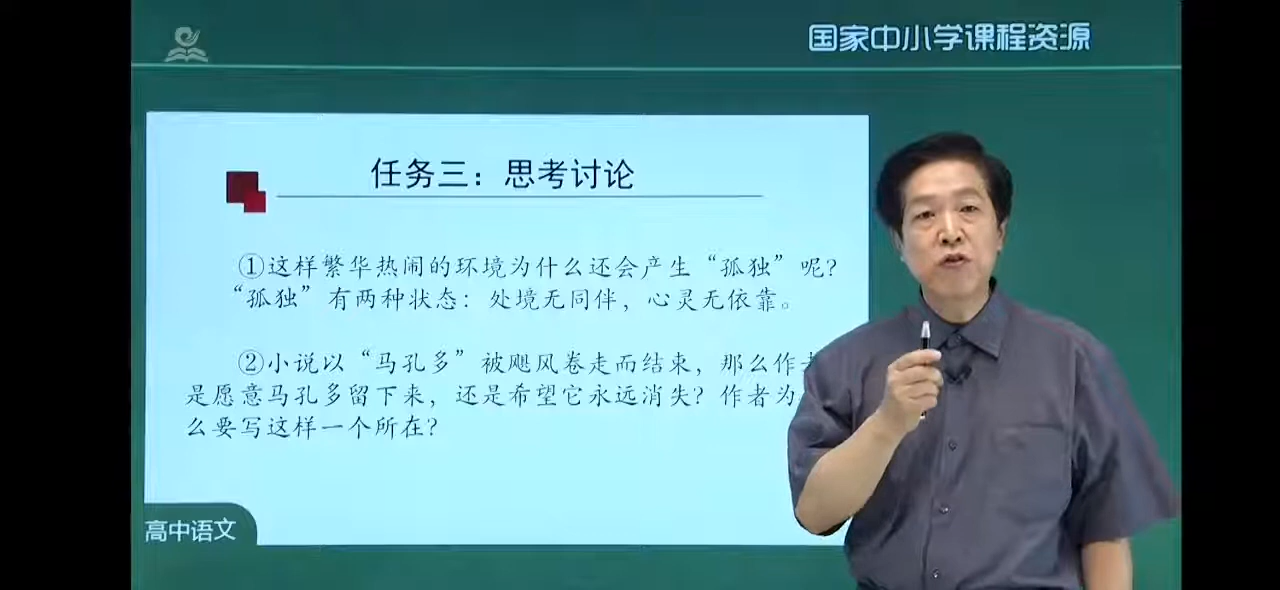 国家中小学课程资源
任务三：思考讨论
①这样繁华热闹的环境为什么还会产生“孤独”呢？
“孤独”有两种状态：处境无同伴，心灵无依靠。
②小说以“马孔多”被飓风卷走而结束，那么作者
是愿意马孔多留下来，还是希望它永远消失？作者为
么要写这样一个所在？
高中语文